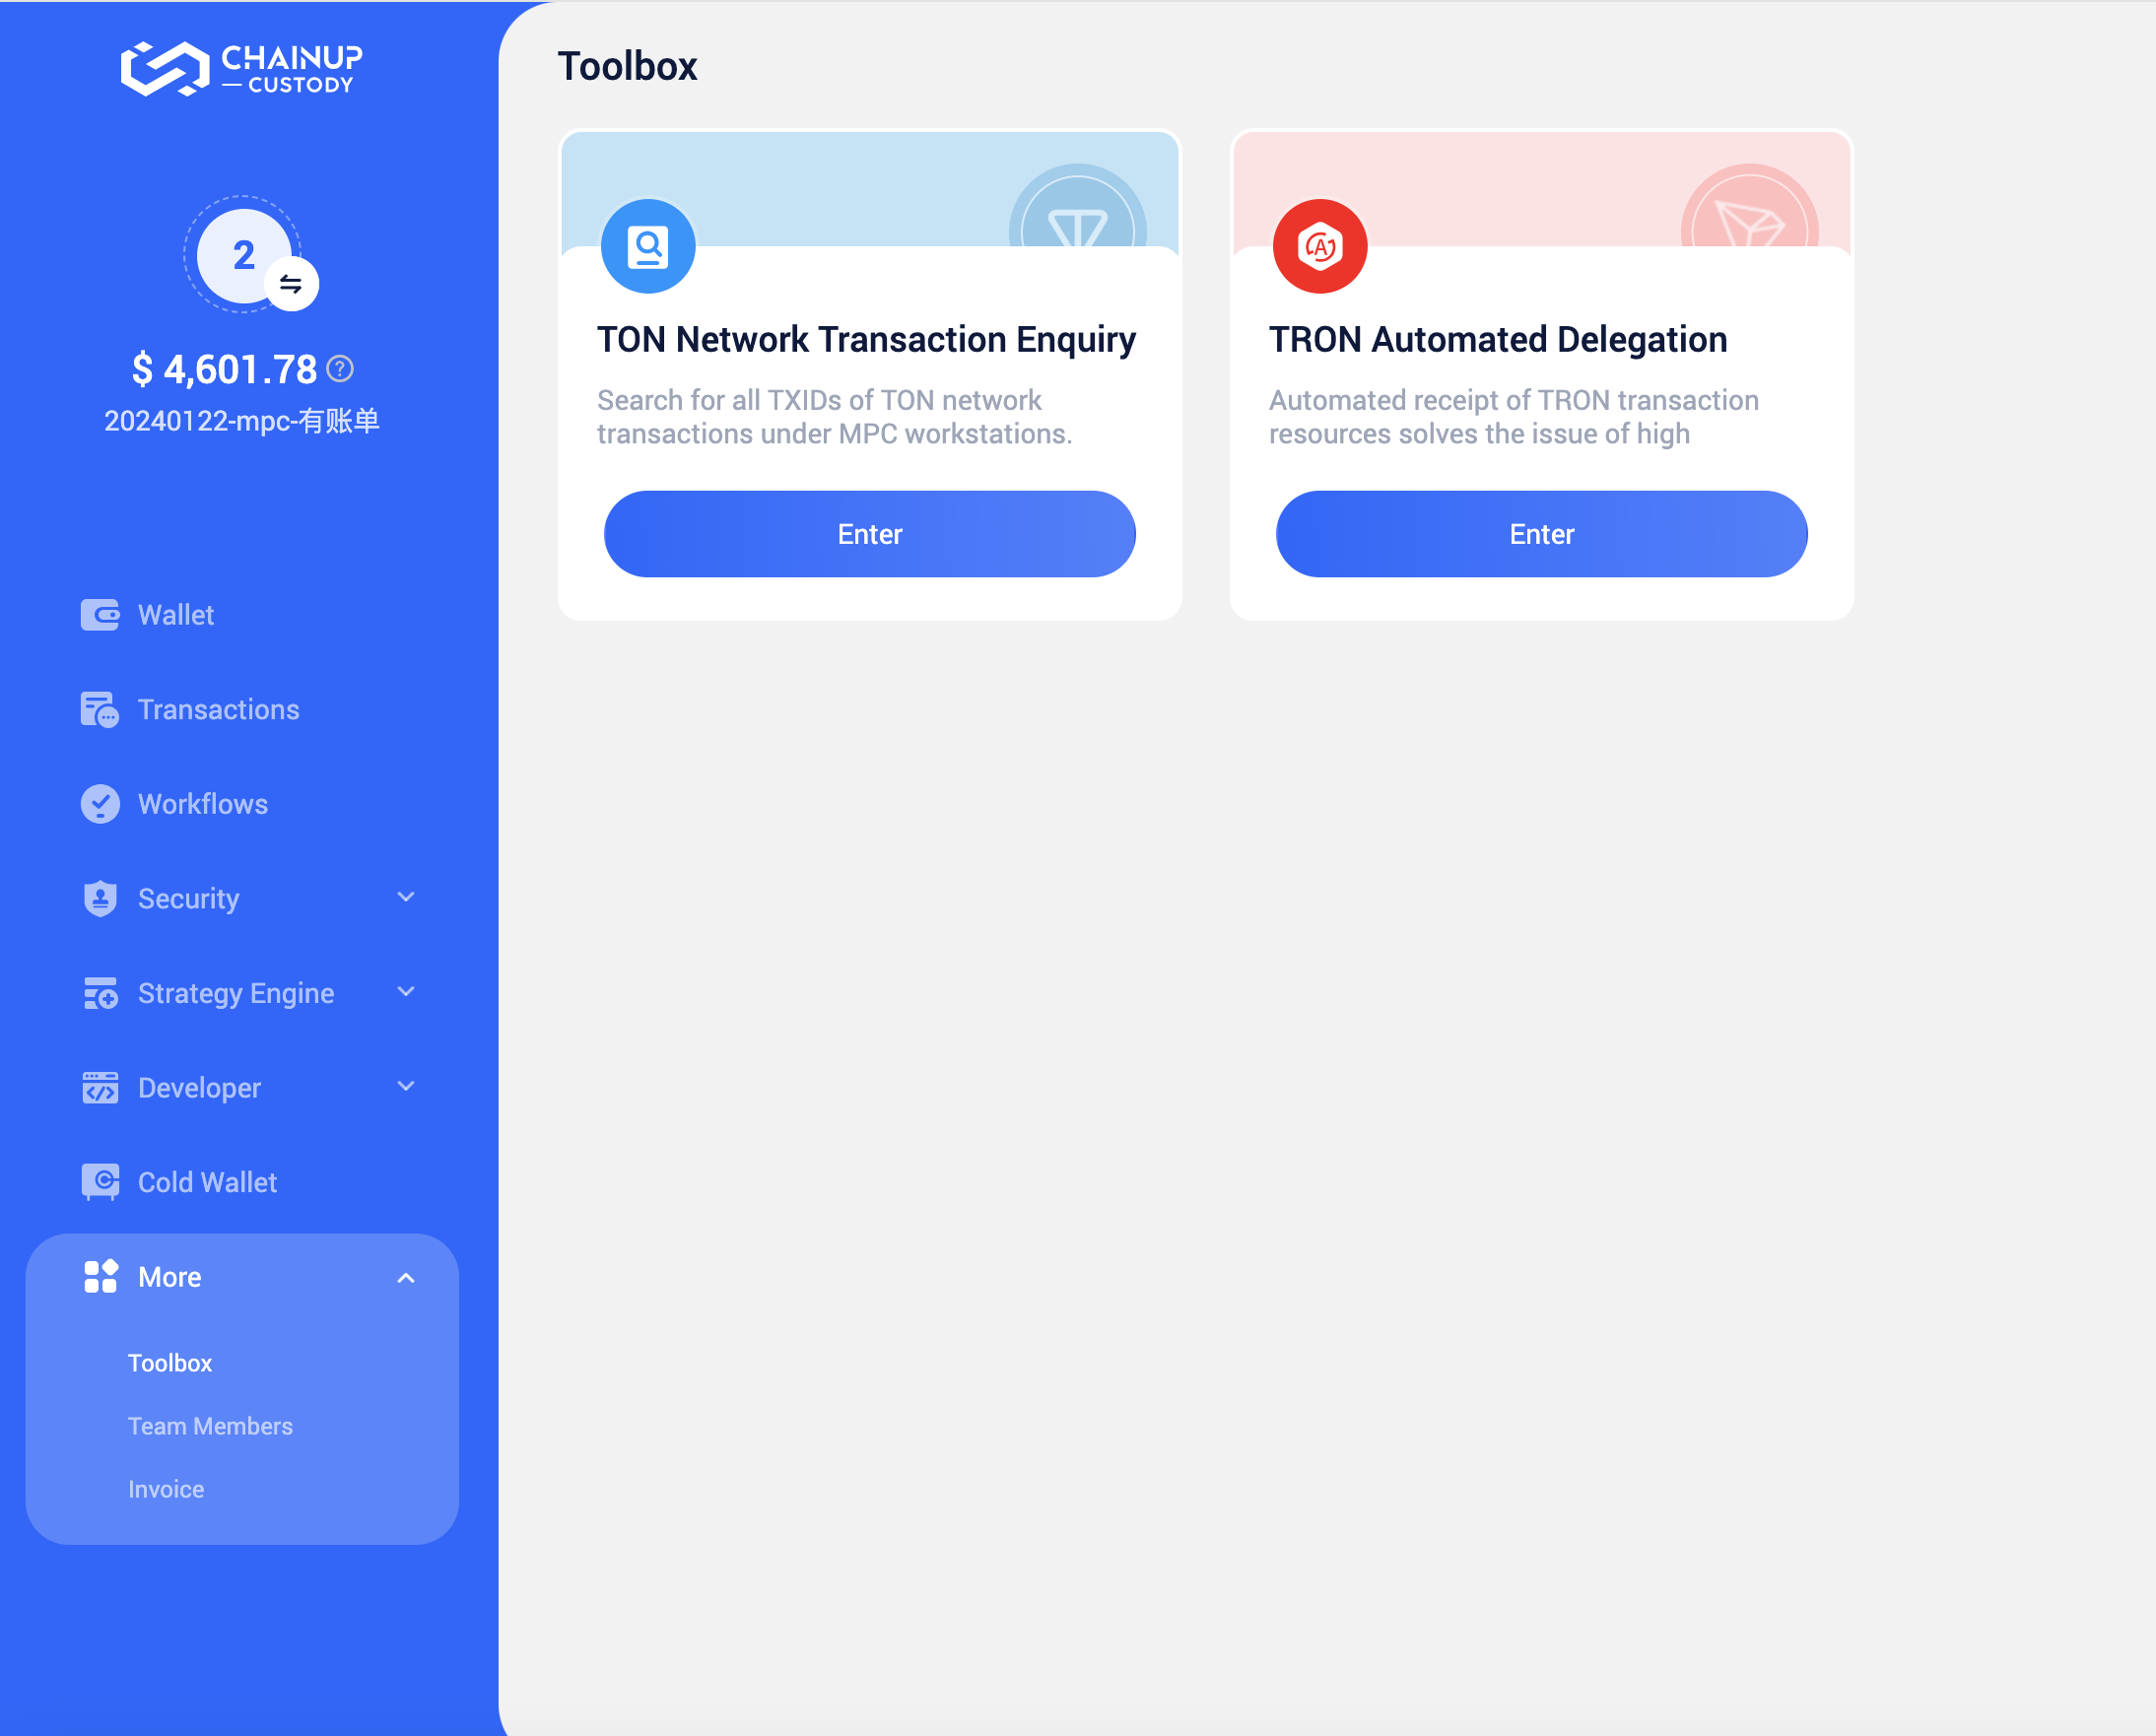 CHAINUP
CUSTODY
2
$ 4,601.78 ?
20240122-mpc-有账单
Wallet
Transactions
Workflows
Security
Strategy Engine
Developer
Cold Wallet
More
Toolbox
Team Members
Invoice
Toolbox
TON Network Transaction Enquiry
Search for all TXIDs of TON network
transactions under MPC workstations.
Enter
TRON Automated Delegation
Automated receipt of TRON transaction
resources solves the issue of high
Enter